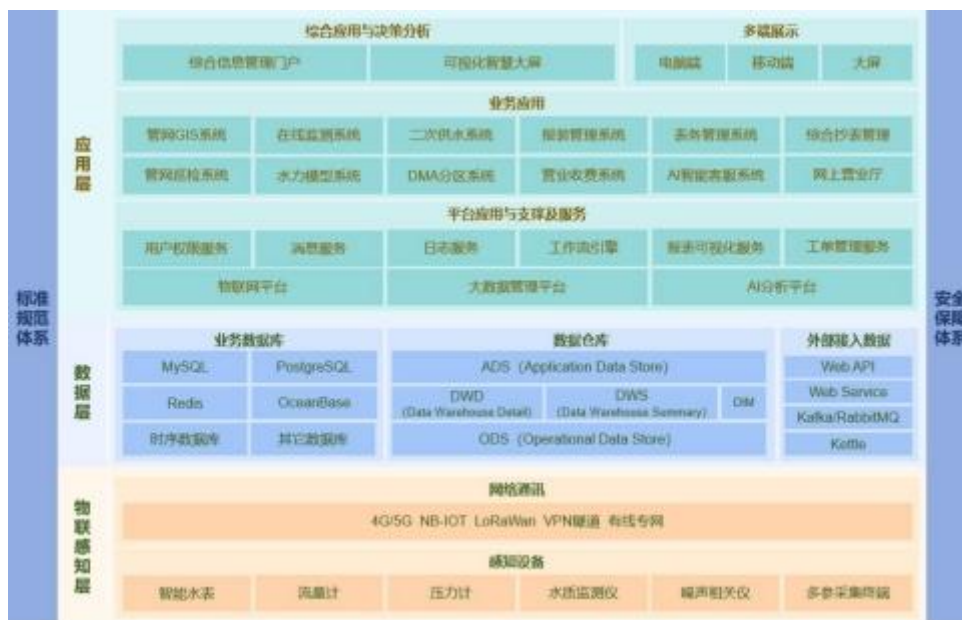 标准
规范
体系
应
用
层
综合应用与决策分析
综合信息管理门户 可视化智慧大屏
多端展示
电脑端 移动端 大屏
业务应用
管网GIS系统 在线监测系统 二次供水系统 报装管理系统 表务管理系统 综合抄表管理
管网巡检系统 水力模型系统 DMA分区系统 营业收费系统 AI智能客服系统 网上营业厅
平台应用与支撑及服务
用户权限服务 消息服务 日志服务 工作流引擎 报表可视化服务 工单管理服务
物联网平台 大数据管理平台 AI分析平台
数
据
层
业务数据库
MySQL PostgreSQL
Redis OceanBase
时序数据库 其它数据库
数据仓库
ADS (Application Data Store)
DWD
(Data Warehouse Detail)
DWS
(Data Warehouse Summary)
DIM
ODS (Operational Data Store)
外部接入数据
Web API
Web Service
Kafka/RabbitMQ
Kettle
物
联
感
知
层
网络通讯
4G/5G NB-IOT LoRaWan VPN隧道 有线专网
感知设备
智能水表 流量计 压力计 水质监测仪 噪声相关仪 多参采集终端
安全
保障
体系